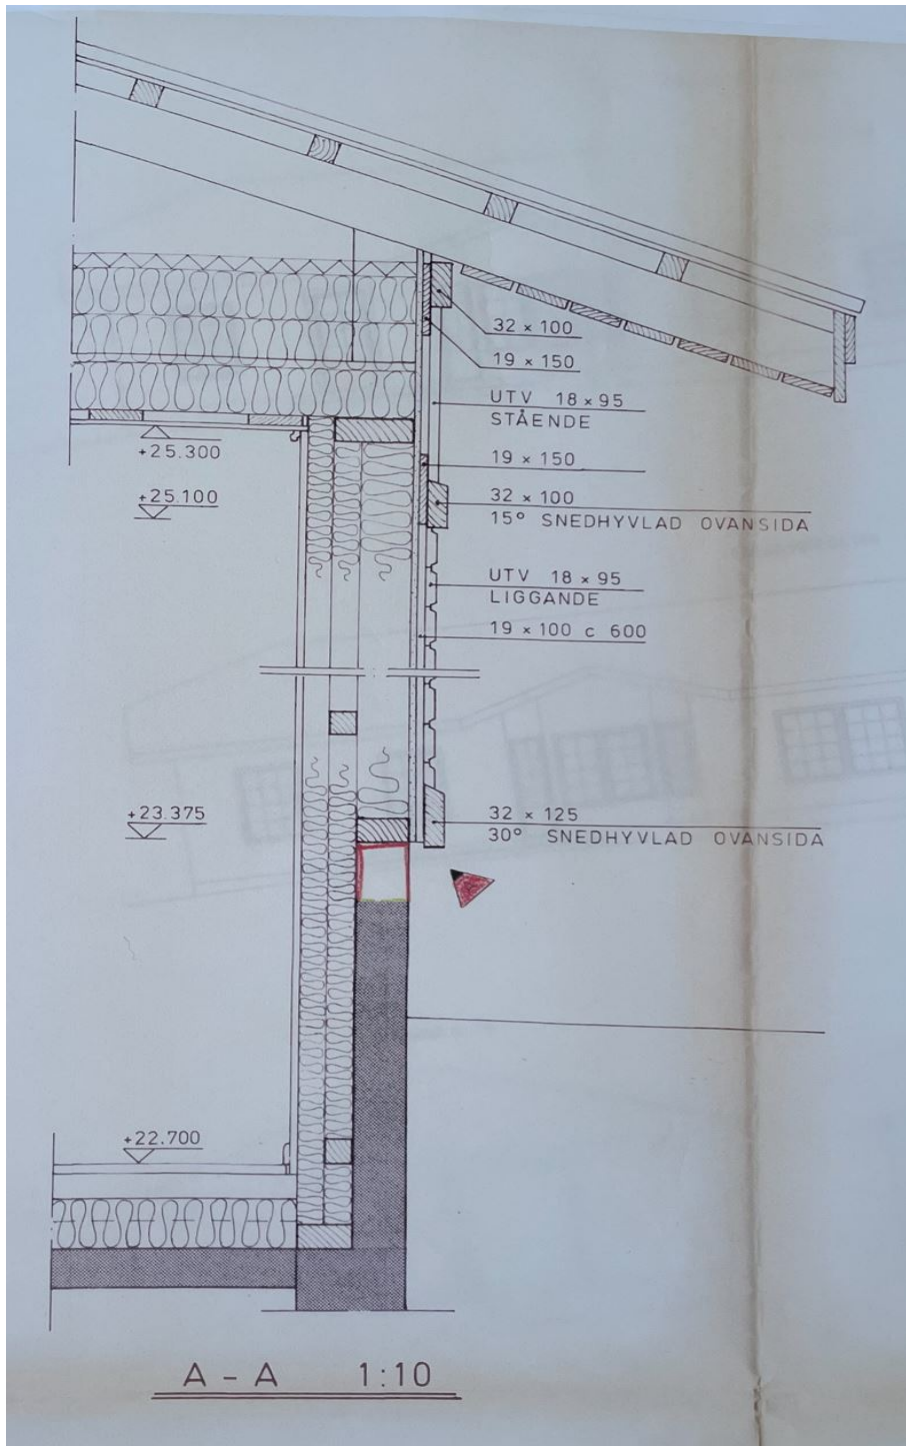 32 × 100
19 × 150
UTV 18 × 95
STÅENDE
+25.300
19 × 150
+25.100
32 × 100
15° SNEDHYVLAD OVANSIDA
UTV 18 × 95
LIGGANDE
19 × 100 c 600
+23.375
32 × 125
30° SNEDHYVLAD OVANSIDA
+22.700
A - A 1:10